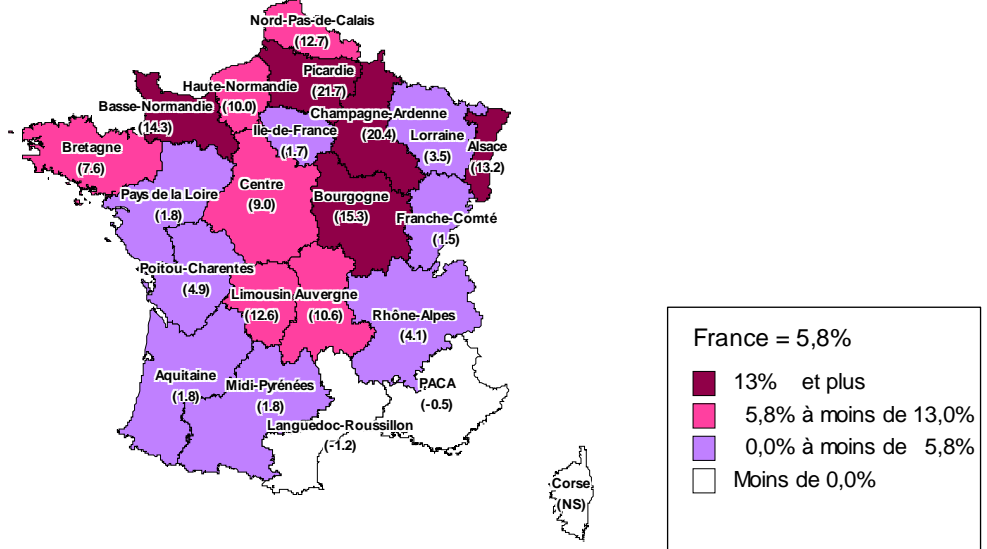 Nord-Pas-de-Calais
(12.7)
Picardie
(21.7)
Haute-Normandie
(10.0)
Basse-Normandie
(14.3)
Champagne-Ardenne
(20.4)
Ile-de-France
(1.7)
Lorraine
(3.5)
Alsace
(13.2)
Bretagne
(7.6)
Pays de la Loire
(1.8)
Centre
(9.0)
Bourgogne
(15.3)
Franche-Comté
(1.5)
Poitou-Charentes
(4.9)
Limousin
(12.6)
Auvergne
(10.6)
Rhône-Alpes
(4.1)
Aquitaine
(1.8)
Midi-Pyrénées
(1.8)
PACA
(-0.5)
Languedoc-Roussillon
(-1.2)
Corse
(NS)
France = 5,8%
13% et plus
5,8% à moins de 13,0%
0,0% à moins de 5,8%
Moins de 0,0%